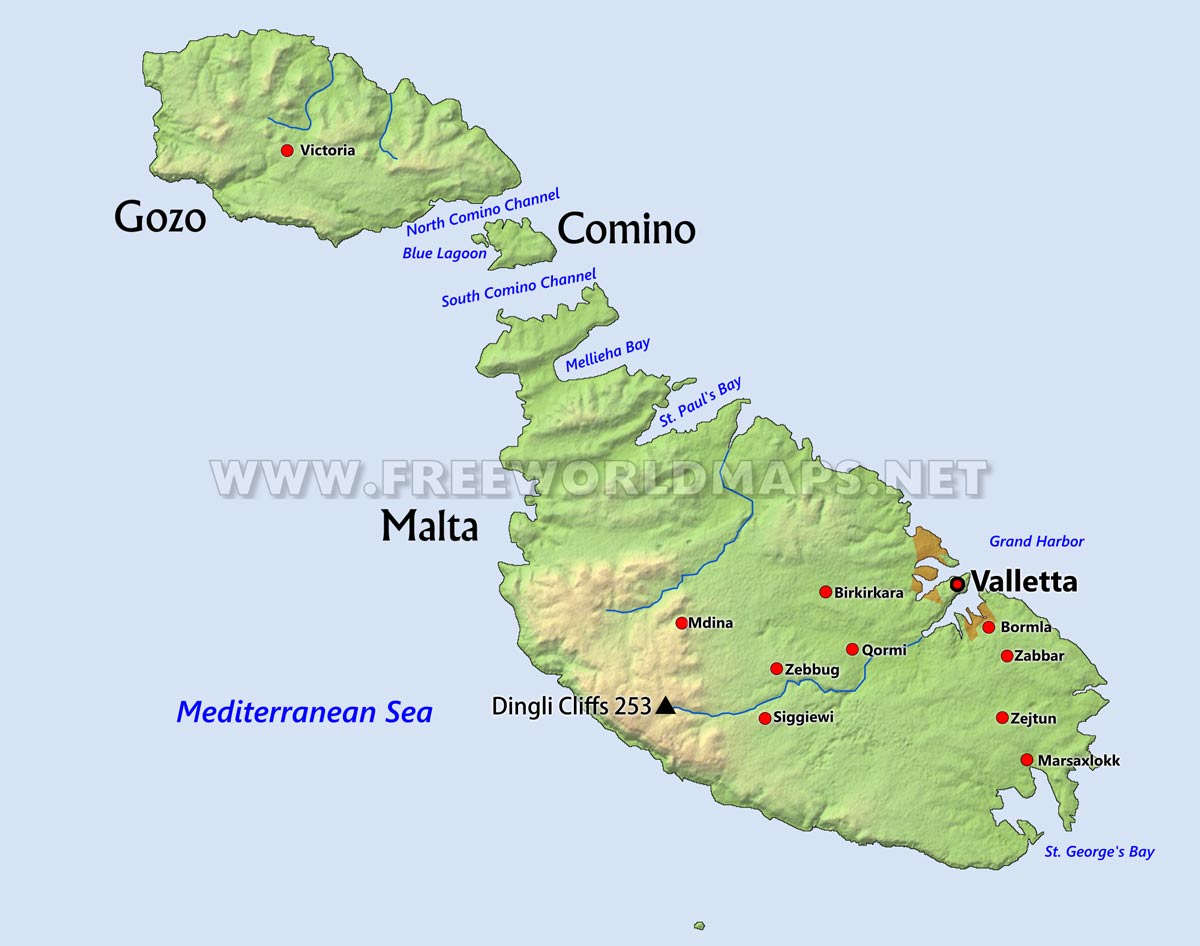 Victoria
Gozo
North Comino Channel
Comino
Blue Lagoon
South Comino Channel
Mellieha Bay
St. Paul's Bay
WWW.FREEWORLDMAPS.NET
Malta
Grand Harbor
Valletta
Birkirkara
Mdina
Bormla
Qormi
Zabbar
Zebbug
Dingli Cliffs 253
Mediterranean Sea
Siggiewi
Zejtun
Marsaxlokk
St. George's Bay